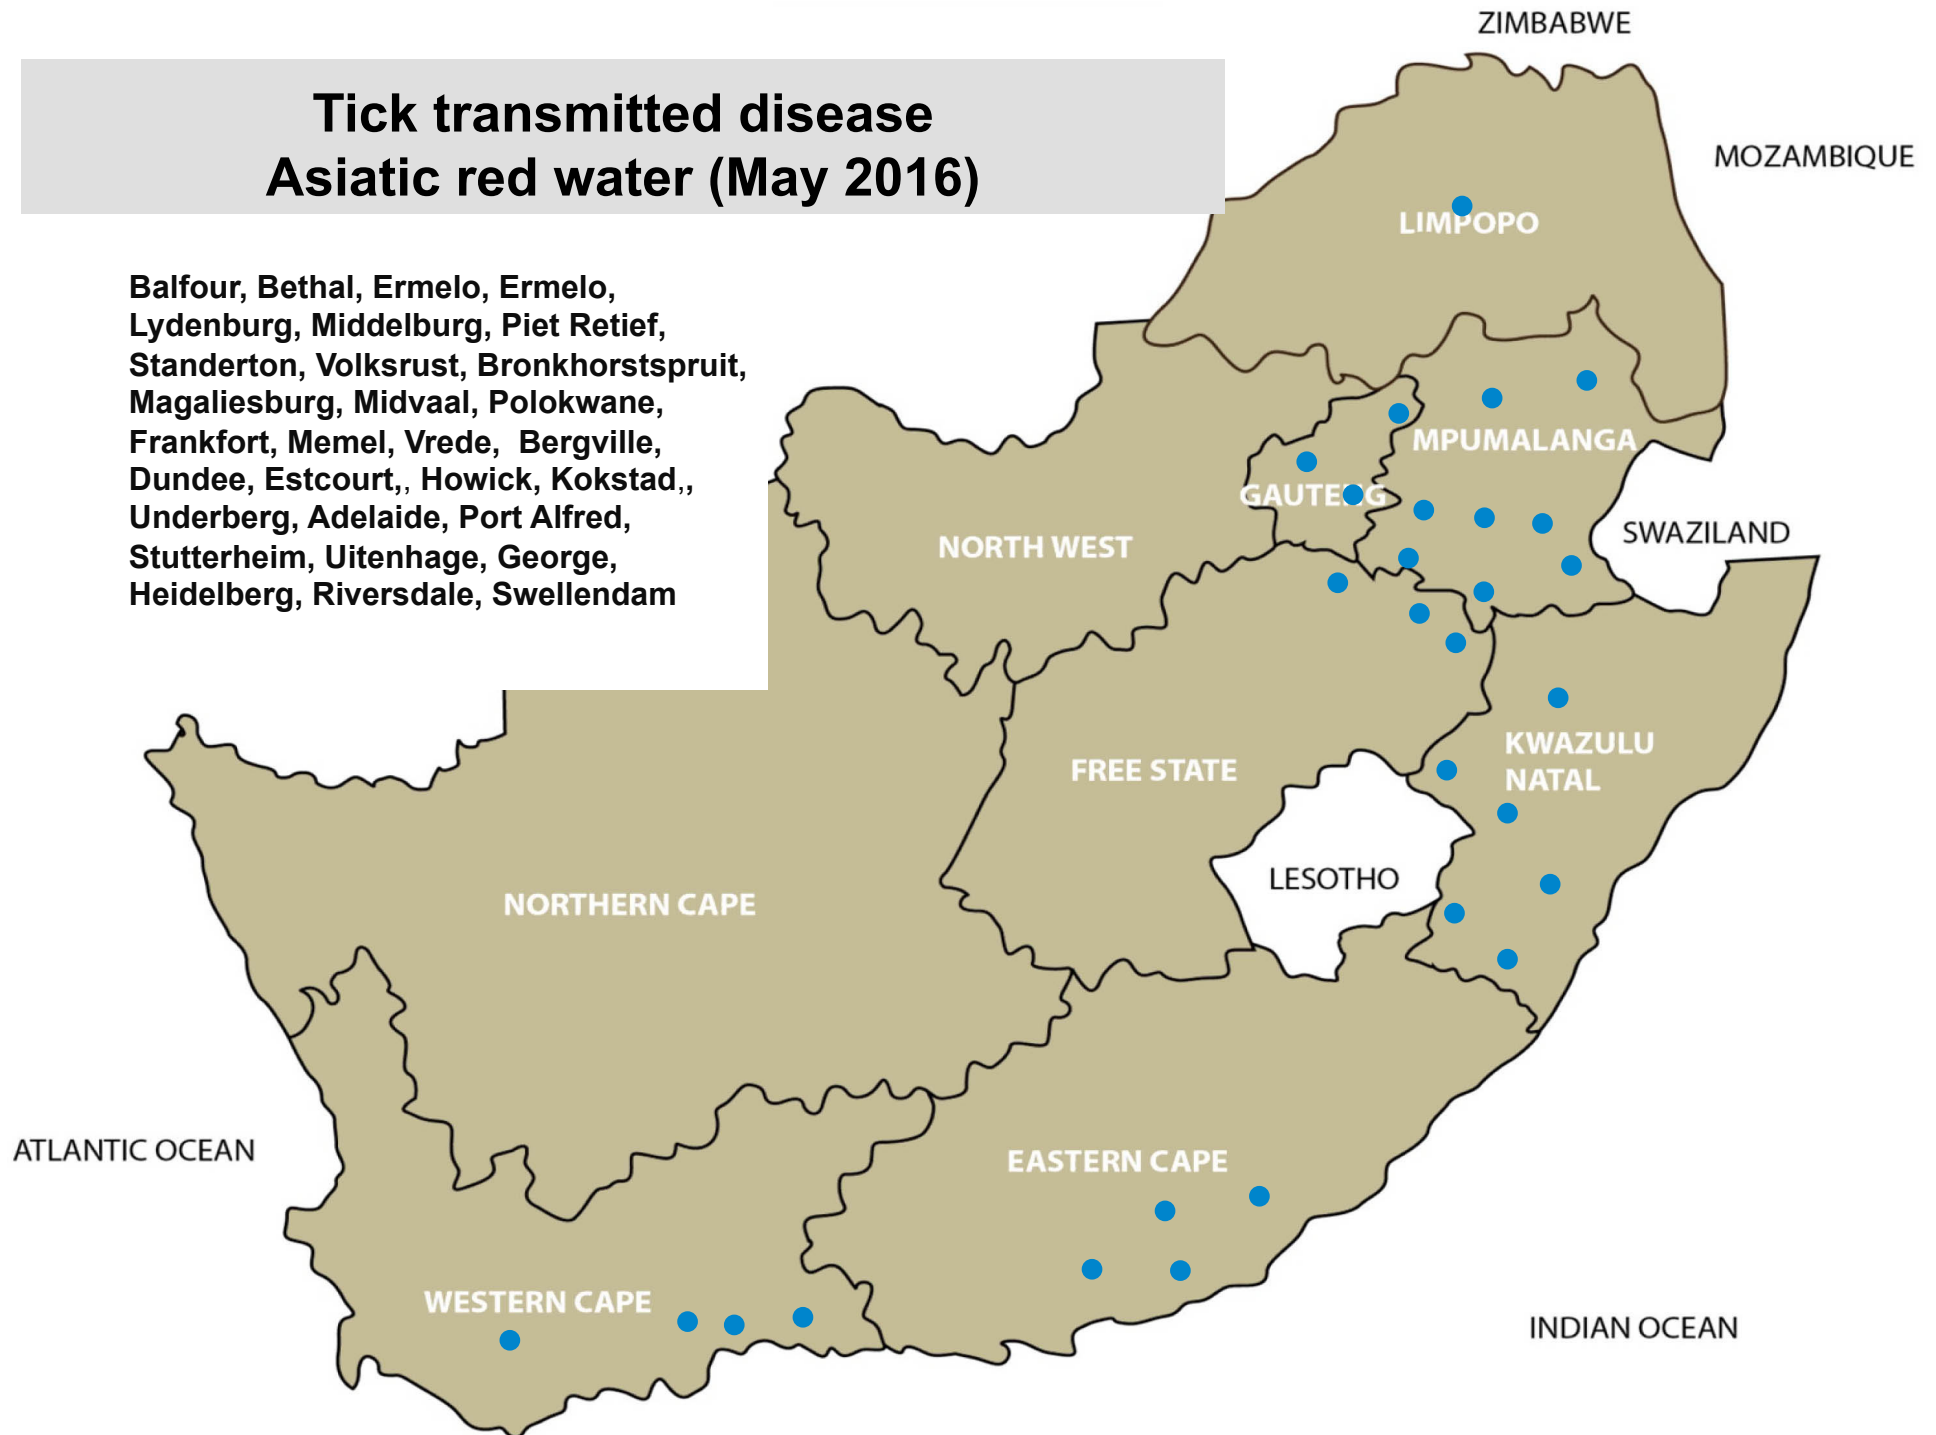 ZIMBABWE
Tick transmitted disease
Asiatic red water (May 2016)
MOZAMBIQUE
LIMPOPO
Balfour, Bethal, Ermelo, Ermelo,
Lydenburg, Middelburg, Piet Retief,
Standerton, Volksrust, Bronkhorstspruit,
Magaliesburg, Midvaal, Polokwane,
Frankfort, Memel, Vrede,  Bergville,
Dundee, Estcourt,, Howick, Kokstad,,
Underberg, Adelaide, Port Alfred,
Stutterheim, Uitenhage, George,
Heidelberg, Riversdale, Swellendam
MPUMALANGA
GAUTENG
SWAZILAND
NORTH WEST
KWAZULU
NATAL
FREE STATE
LESOTHO
NORTHERN CAPE
ATLANTIC OCEAN
EASTERN CAPE
WESTERN CAPE
INDIAN OCEAN